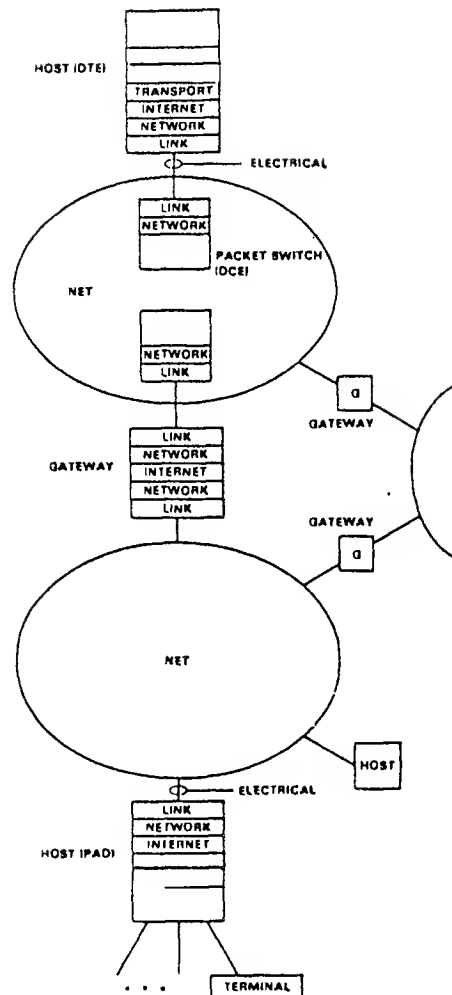 HOST (DTE)
TRANSPORT
INTERNET
NETWORK
LINK
ELECTRICAL
LINK
NETWORK
PACKET SWITCH
(DCE)
NET
NETWORK
LINK
G
GATEWAY
GATEWAY
LINK
NETWORK
INTERNET
NETWORK
LINK
GATEWAY
G
NET
HOST
ELECTRICAL
LINK
NETWORK
INTERNET
HOST (PAD)
. . .
TERMINAL